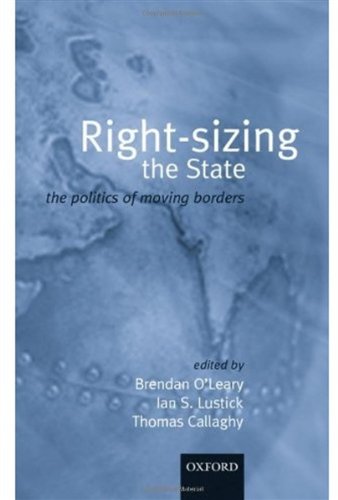 Right-sizing
the State
the politics of moving borders
edited by
Brendan O'Leary
Ian S. Lustick
Thomas Callaghy
OXFORD